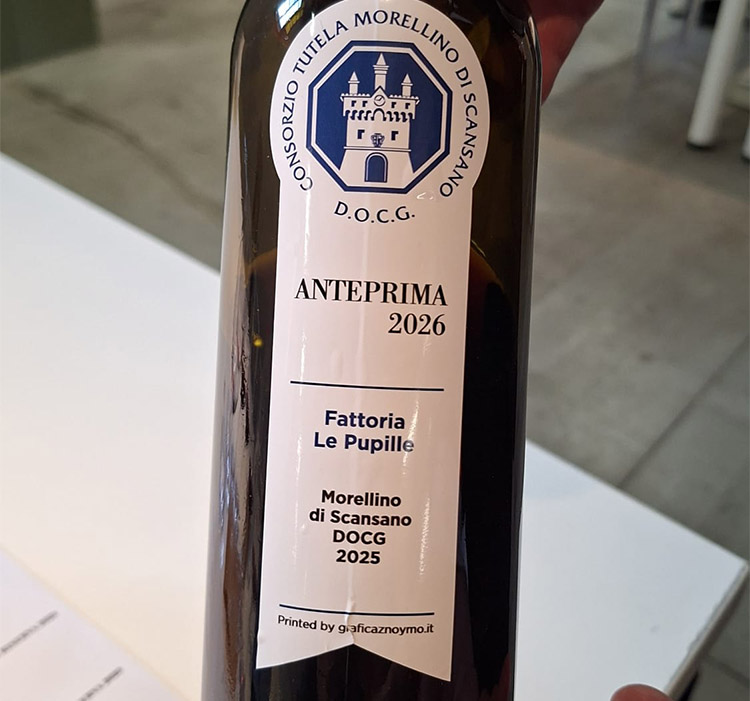 CONSORZIO TUTELA MORELLINO DI SCANSANO
D.O.C.G.
ANTEPRIMA
2026
Fattoria
Le Pupille
Morellino
di Scansano
DOCG
2025
Printed by graficaznoymo.it